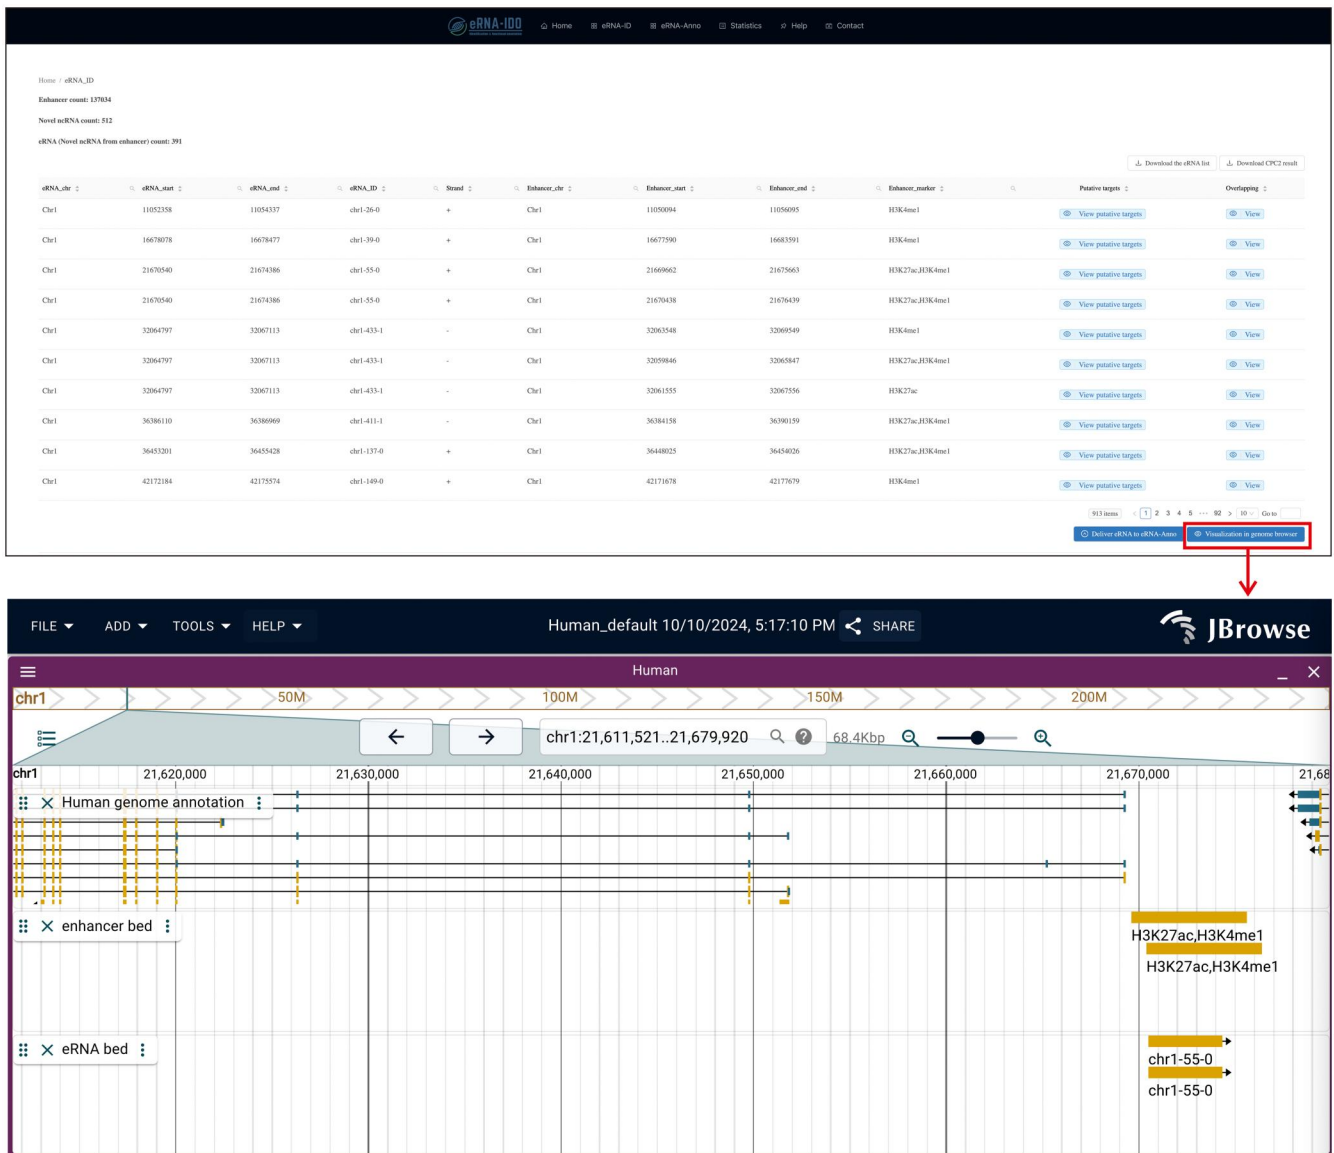 eRNA-IDO Home eRNA-ID eRNA-Anno Statistics Help Contact
Home / eRNA_ID
Enhancer count: 137034
Novel ncRNA count: 512
eRNA (Novel ncRNA from enhancer) count: 391
Download the eRNA list Download CPC2 result
eRNA_chr eRNA_start eRNA_end eRNA_ID Strand Enhancer_chr Enhancer_start Enhancer_end Enhancer_marker Putative targets Overlapping
Chr1 11052358 11054337 chr1-26-0 + Chr1 11050094 11056095 H3K4me1 View putative targets View
Chr1 16678078 16678477 chr1-39-0 + Chr1 16677590 16683591 H3K4me1 View putative targets View
Chr1 21670540 21674386 chr1-55-0 + Chr1 21669662 21675663 H3K27ac,H3K4me1 View putative targets View
Chr1 21670540 21674386 chr1-55-0 + Chr1 21670438 21676439 H3K27ac,H3K4me1 View putative targets View
Chr1 32064797 32067113 chr1-433-1 - Chr1 32063548 32069549 H3K4me1 View putative targets View
Chr1 32064797 32067113 chr1-433-1 - Chr1 32059846 32065847 H3K27ac,H3K4me1 View putative targets View
Chr1 32064797 32067113 chr1-433-1 - Chr1 32061555 32067556 H3K27ac View putative targets View
Chr1 36386110 36386969 chr1-411-1 - Chr1 36384158 36390159 H3K27ac,H3K4me1 View putative targets View
Chr1 36453201 36455428 chr1-137-0 + Chr1 36448025 36454026 H3K27ac,H3K4me1 View putative targets View
Chr1 42172184 42175574 chr1-149-0 + Chr1 42171678 42177679 H3K4me1 View putative targets View
913 items < 1 2 3 4 5 ··· 92 > 10 Go to
Deliver eRNA to eRNA-Anno Visualization in genome browser
FILE ADD TOOLS HELP Human_default 10/10/2024, 5:17:10 PM SHARE JBrowse
Human
chr1 50M 100M 150M 200M
chr1:21,611,521..21,679,920 68.4Kbp
chr1 21,620,000 21,630,000 21,640,000 21,650,000 21,660,000 21,670,000 21,68
Human genome annotation
enhancer bed
H3K27ac,H3K4me1
H3K27ac,H3K4me1
eRNA bed
chr1-55-0
chr1-55-0